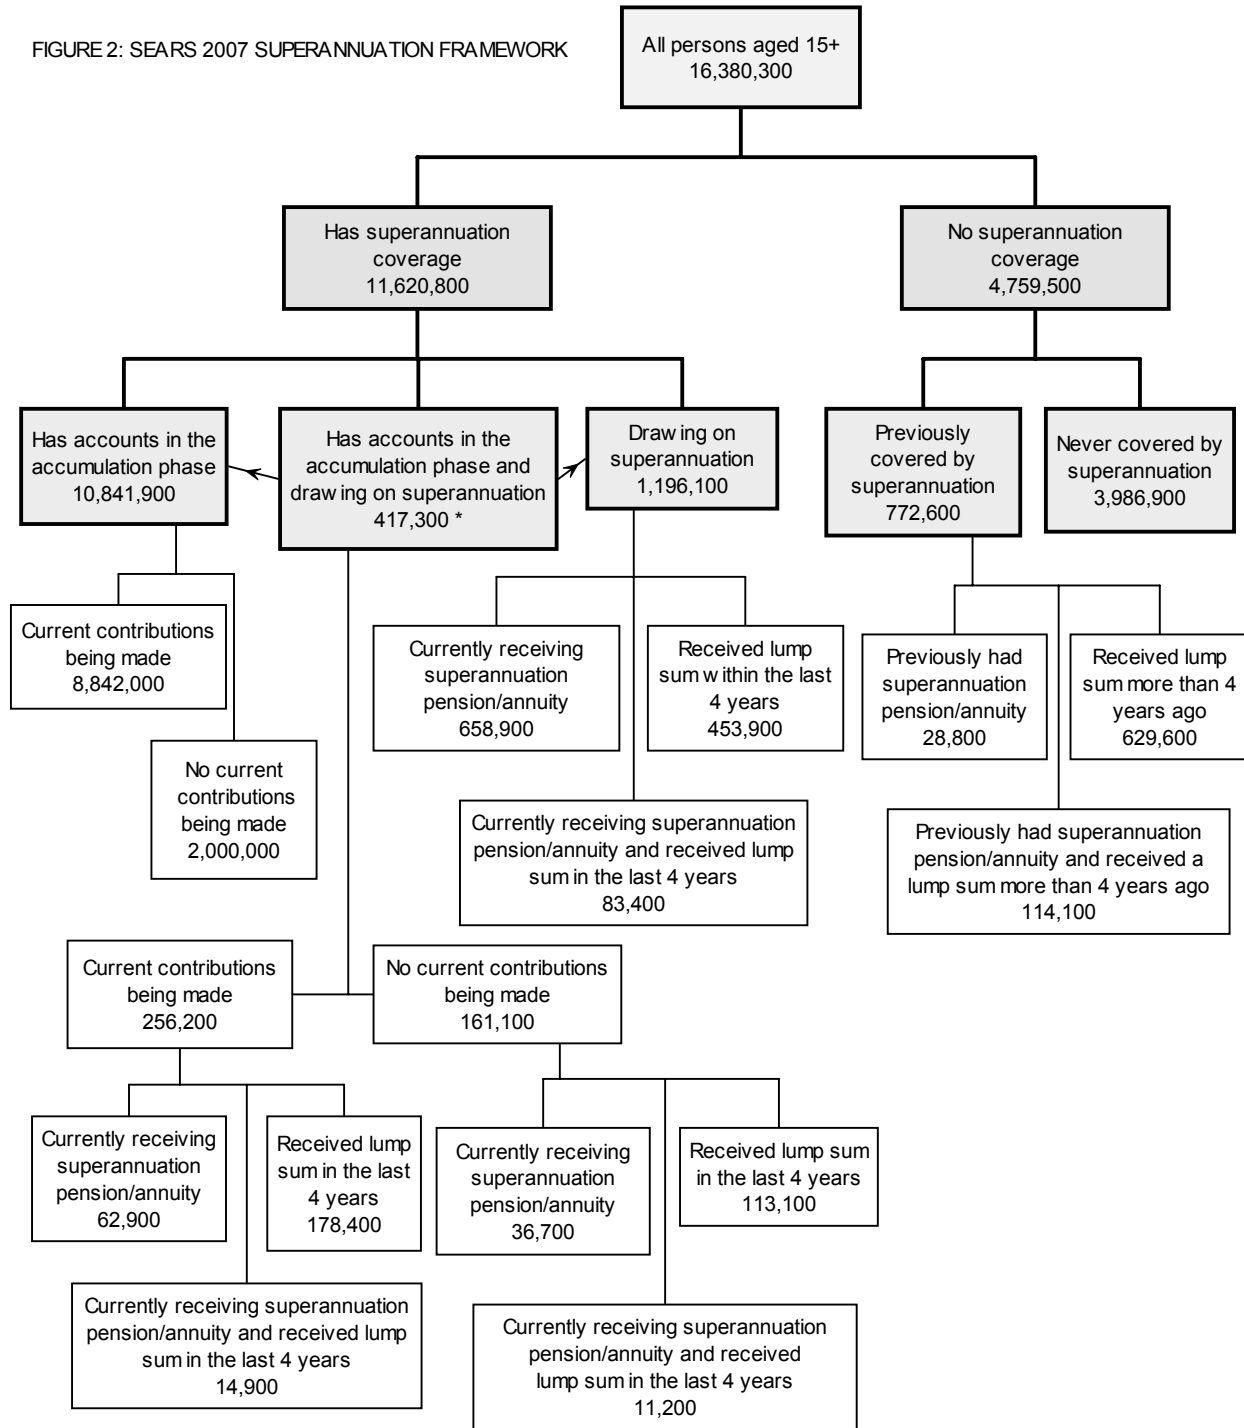 FIGURE 2: SEARS 2007 SUPERANNUATION FRAMEWORK
All persons aged 15+
16,380,300
Has superannuation
coverage
11,620,800
No superannuation
coverage
4,759,500
Has accounts in the
accumulation phase
10,841,900
Has accounts in the
accumulation phase and
drawing on superannuation
417,300 *
Drawing on
superannuation
1,196,100
Previously
covered by
superannuation
772,600
Never covered by
superannuation
3,986,900
Current contributions
being made
8,842,000
No current
contributions
being made
2,000,000
Currently receiving
superannuation
pension/annuity
658,900
Received lump
sum within the last
4 years
453,900
Currently receiving superannuation
pension/annuity and received lump
sum in the last 4 years
83,400
Previously had
superannuation
pension/annuity
28,800
Received lump
sum more than 4
years ago
629,600
Previously had superannuation
pension/annuity and received a
lump sum more than 4 years ago
114,100
Current contributions
being made
256,200
No current contributions
being made
161,100
Currently receiving
superannuation
pension/annuity
62,900
Received lump
sum in the last
4 years
178,400
Currently receiving superannuation
pension/annuity and received lump
sum in the last 4 years
14,900
Currently receiving
superannuation
pension/annuity
36,700
Received lump sum
in the last 4 years
113,100
Currently receiving superannuation
pension/annuity and received
lump sum in the last 4 years
11,200